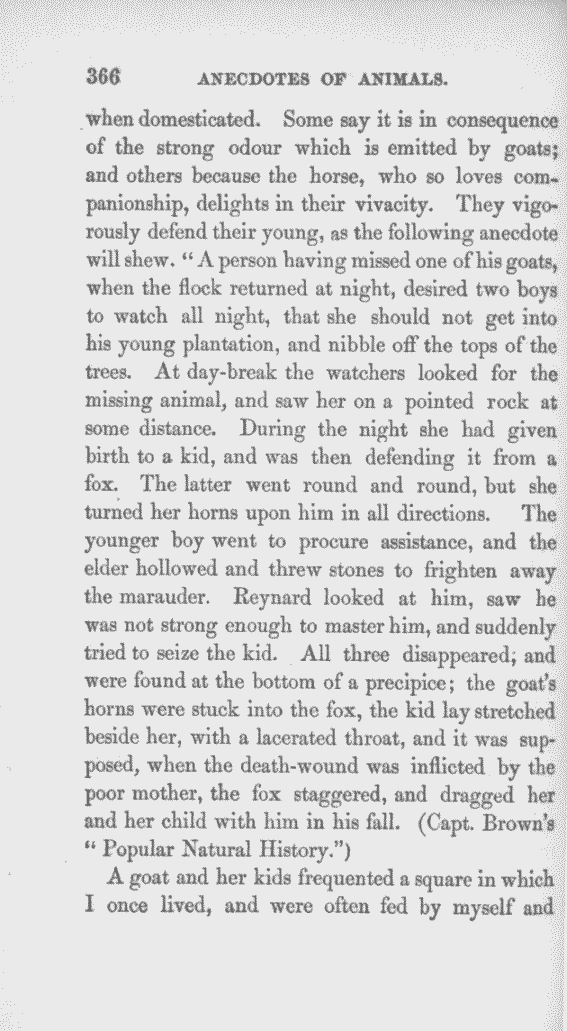 366 ANECDOTES OF ANIMALS.
when domesticated. Some say it is in consequence
of the strong odour which is emitted by goats;
and others because the horse, who so loves com-
panionship, delights in their vivacity. They vigo-
rously defend their young, as the following anecdote
will shew. “ A person having missed one of his goats,
when the flock returned at night, desired two boys
to watch all night, that she should not get into
his young plantation, and nibble off the tops of the
trees. At day-break the watchers looked for the
missing animal, and saw her on a pointed rock at
some distance. During the night she had given
birth to a kid, and was then defending it from a
fox. The latter went round and round, but she
turned her horns upon him in all directions. The
younger boy went to procure assistance, and the
elder hollowed and threw stones to frighten away
the marauder. Reynard looked at him, saw he
was not strong enough to master him, and suddenly
tried to seize the kid. All three disappeared; and
were found at the bottom of a precipice; the goat's
horns were stuck into the fox, the kid lay stretched
beside her, with a lacerated throat, and it was sup-
posed, when the death-wound was inflicted by the
poor mother, the fox staggered, and dragged her
and her child with him in his fall. (Capt. Brown's
“ Popular Natural History.”)
A goat and her kids frequented a square in which
I once lived, and were often fed by myself and